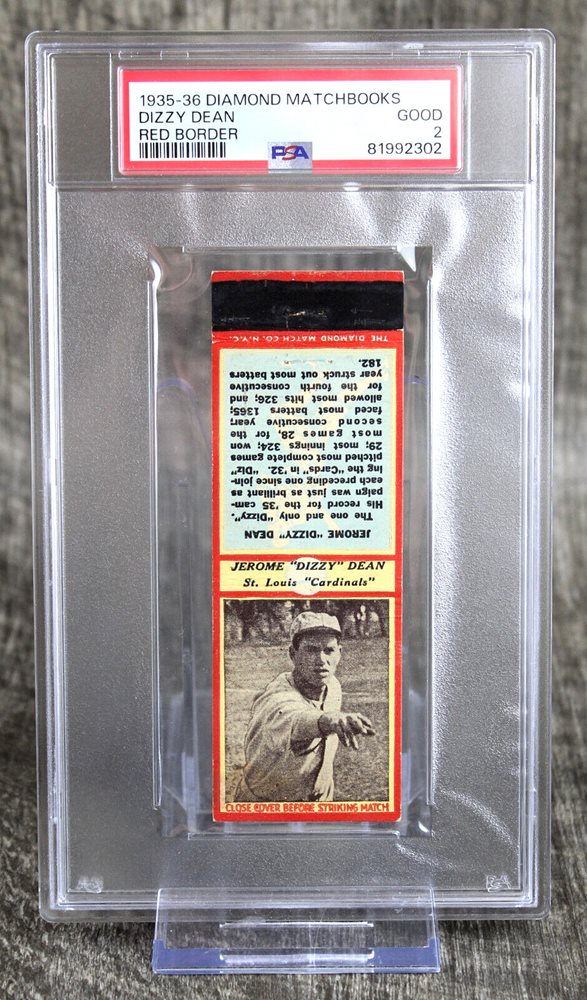 1935-36 DIAMOND MATCHBOOKS
DIZZY DEAN GOOD
RED BORDER 2
PSA 81992302
THE DIAMOND MATCH CO. N.Y.C.
JEROME "DIZZY" DEAN
The one and only "Dizzy".
His record for the '35 cam-
paign was just as brilliant as
each preceding one since join-
ing the "Cards" in '32. "Diz"
pitched most complete games
29; most innings 324; won
most games, 28, for the
second consecutive year;
faced most batters 1365;
allowed most hits 326; and
for the fourth consecutive
year struck out most batters
182.
JEROME "DIZZY" DEAN
St. Louis "Cardinals"
CLOSE COVER BEFORE STRIKING MATCH